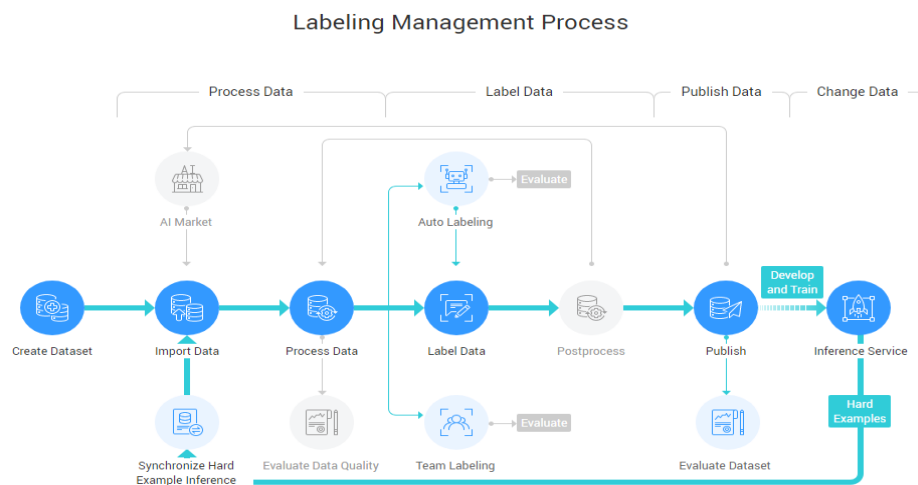 Labeling Management Process
Process Data
Label Data
Publish Data
Change Data
AI
AI Market
Auto Labeling
Evaluate
Develop
and Train
Create Dataset
Import Data
Process Data
Label Data
Postprocess
Publish
Inference Service
Hard
Examples
Evaluate
Synchronize Hard
Example Inference
Evaluate Data Quality
Team Labeling
Evaluate Dataset